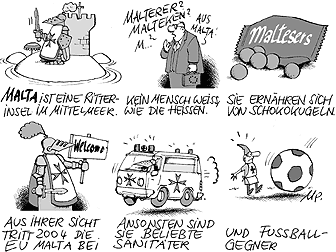 MALTERER?
MALTEKEN?
M...
AUS
MALTA
Maltesers
MALTA IST EINE RITTER-
INSEL IM MITTELMEER.
KEIN MENSCH WEISS,
WIE DIE HEISSEN.
SIE ERNÄHREN SICH
VON SCHOKOKUGELN.
Welcome!
AUS IHRER SICHT
TRITT 2004 DIE
EU MALTA BEI
ANSONSTEN SIND
SIE BELIEBTE
SANITÄTER
UND FUSSBALL-
GEGNER